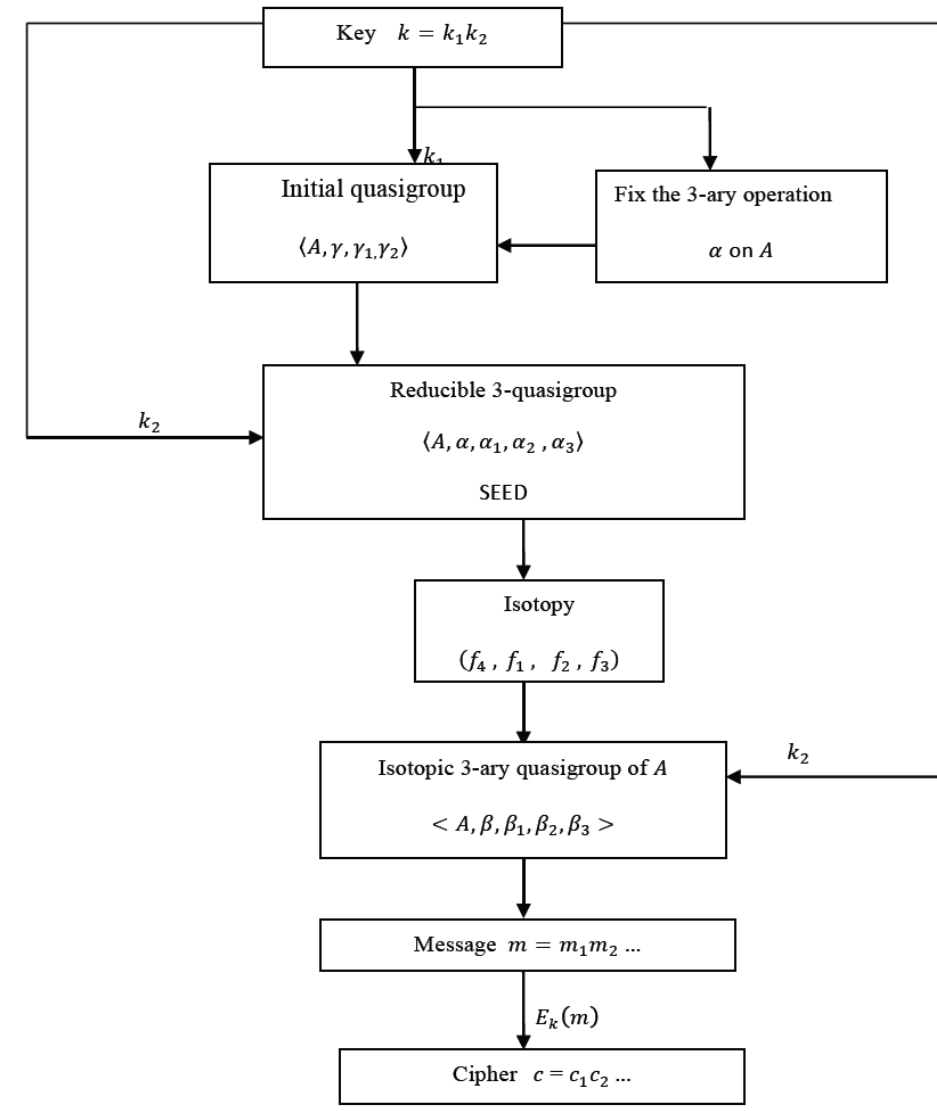 Key k = k₁k₂
k₁
Initial quasigroup
⟨A, γ, γ₁,γ₂⟩
Fix the 3-ary operation
α on A
Reducible 3-quasigroup
⟨A, α, α₁, α₂ , α₃⟩
SEED
k₂
Isotopy
(f₄ , f₁ , f₂ , f₃)
Isotopic 3-ary quasigroup of A
< A, β, β₁, β₂, β₃ >
k₂
Message m = m₁m₂ ...
Eₖ(m)
Cipher c = c₁c₂ ...